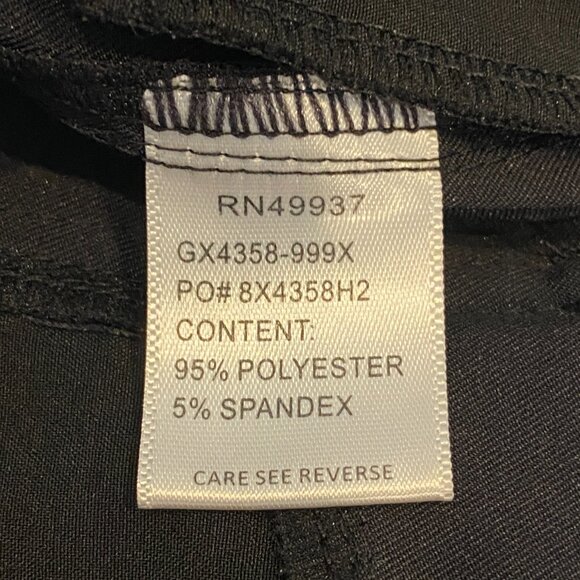 RN49937
GX4358-999X
PO# 8X4358H2
CONTENT:
95% POLYESTER
5% SPANDEX
CARE SEE REVERSE